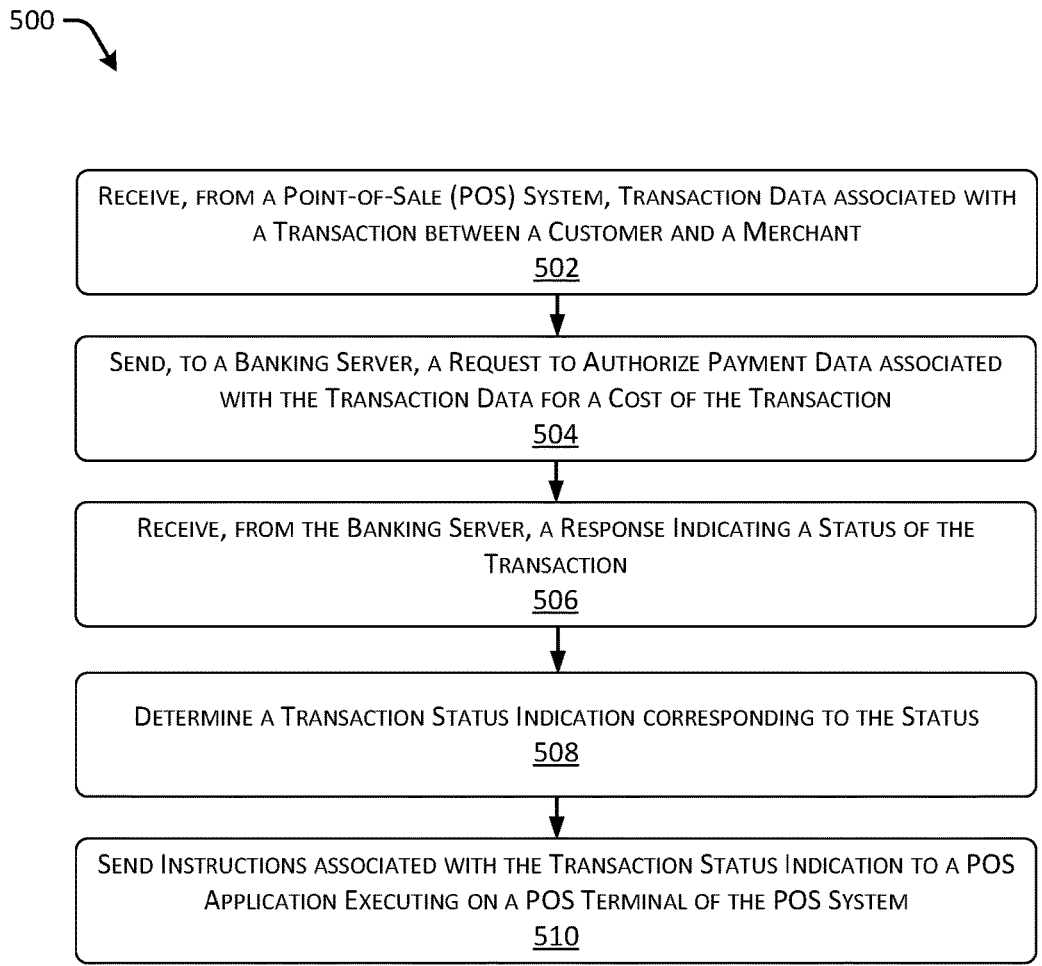 500
RECEIVE, FROM A POINT-OF-SALE (POS) SYSTEM, TRANSACTION DATA ASSOCIATED WITH
A TRANSACTION BETWEEN A CUSTOMER AND A MERCHANT
502
SEND, TO A BANKING SERVER, A REQUEST TO AUTHORIZE PAYMENT DATA ASSOCIATED
WITH THE TRANSACTION DATA FOR A COST OF THE TRANSACTION
504
RECEIVE, FROM THE BANKING SERVER, A RESPONSE INDICATING A STATUS OF THE
TRANSACTION
506
DETERMINE A TRANSACTION STATUS INDICATION CORRESPONDING TO THE STATUS
508
SEND INSTRUCTIONS ASSOCIATED WITH THE TRANSACTION STATUS INDICATION TO A POS
APPLICATION EXECUTING ON A POS TERMINAL OF THE POS SYSTEM
510